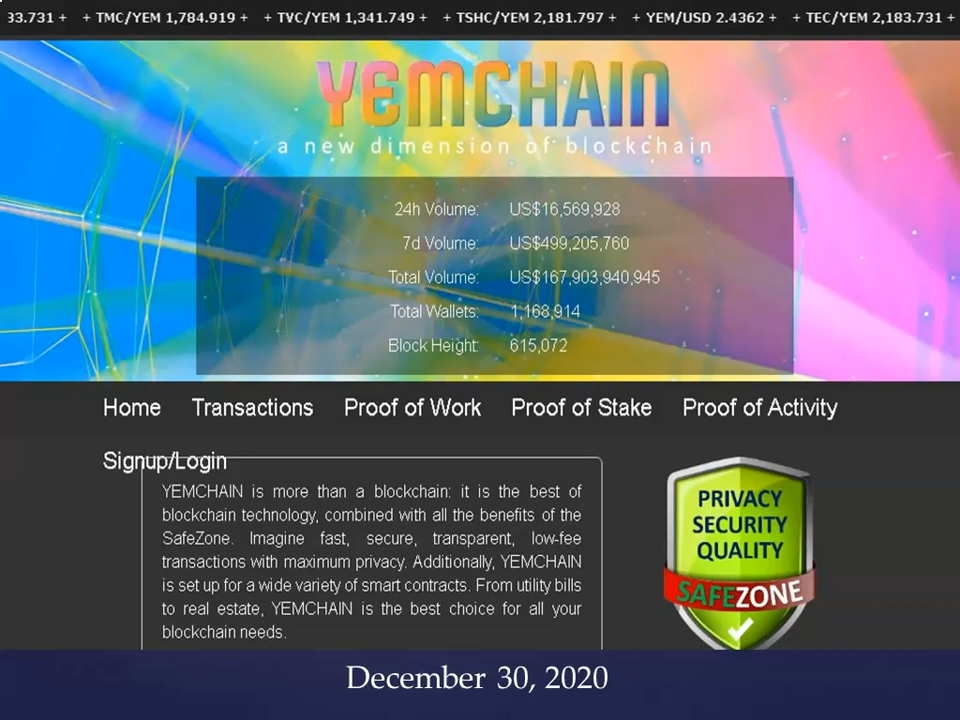 33.731 + + TMC/YEM 1,784.919 + + TVC/YEM 1,341.749 + + TSHC/YEM 2,181.797 + + YEM/USD 2.4362 + + TEC/YEM 2,183.731 +
YEMCHAIN
a new dimension of blockchain
24h Volume: US$16,569,928
7d Volume: US$499,205,760
Total Volume: US$167,903,940,945
Total Wallets: 1,168,914
Block Height: 615,072
Home Transactions Proof of Work Proof of Stake Proof of Activity
Signup/Login
YEMCHAIN is more than a blockchain: it is the best of
blockchain technology, combined with all the benefits of the
SafeZone. Imagine fast, secure, transparent, low-fee
transactions with maximum privacy. Additionally, YEMCHAIN
is set up for a wide variety of smart contracts. From utility bills
to real estate, YEMCHAIN is the best choice for all your
blockchain needs.
PRIVACY
SECURITY
QUALITY
SAFEZONE
December 30, 2020